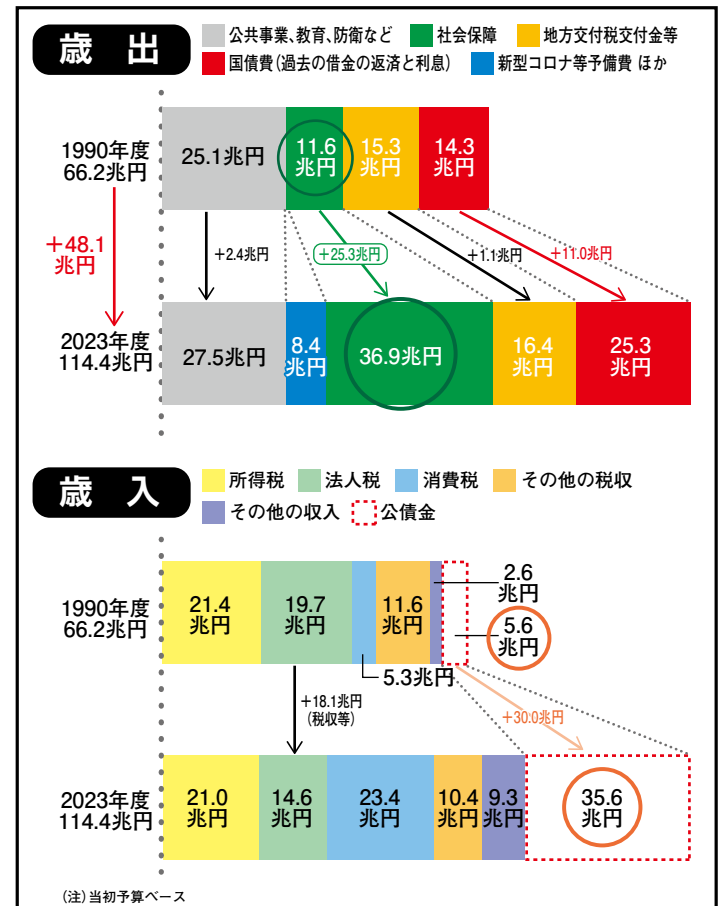 歳出
公共事業、教育、防衛など 社会保障 地方交付税交付金等
国債費(過去の借金の返済と利息) 新型コロナ等予備費 ほか
1990年度
66.2兆円
25.1兆円
11.6
兆円
15.3
兆円
14.3
兆円
+48.1
兆円
+2.4兆円
+25.3兆円
+1.1兆円
+11.0兆円
2023年度
114.4兆円
27.5兆円
8.4
兆円
36.9兆円
16.4
兆円
25.3
兆円
歳入
所得税 法人税 消費税 その他の税収
その他の収入 公債金
1990年度
66.2兆円
21.4
兆円
19.7
兆円
5.3兆円
11.6
兆円
2.6
兆円
5.6
兆円
+18.1兆円
(税収等)
+30.0兆円
2023年度
114.4兆円
21.0
兆円
14.6
兆円
23.4
兆円
10.4
兆円
9.3
兆円
35.6
兆円
(注)当初予算ベース